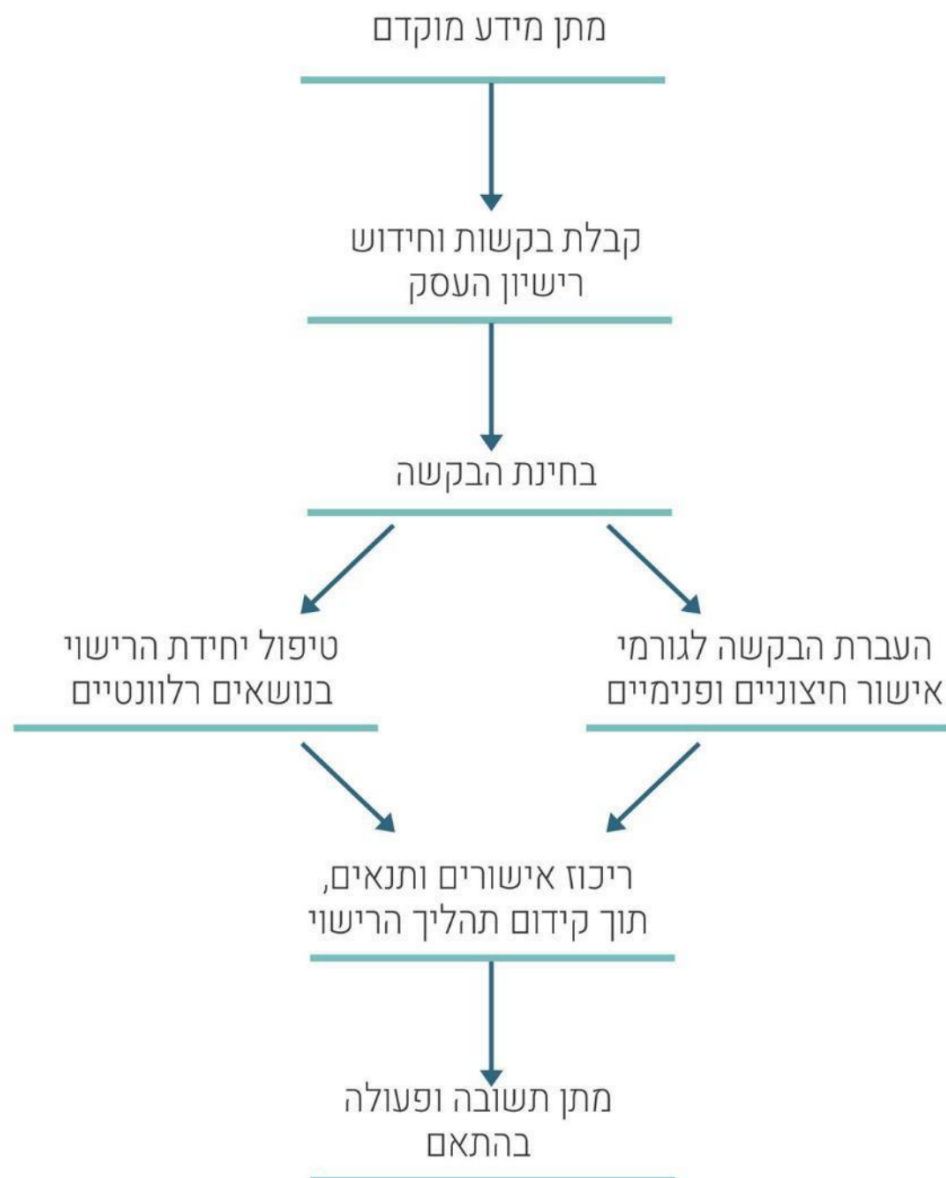 מתן מידע מוקדם
קבלת בקשות וחידוש
רישיון העסק
בחינת הבקשה
העברת הבקשה לגורמי
אישור חיצוניים ופנימיים
טיפול יחידת הרישוי
בנושאים רלוונטיים
ריכוז אישורים ותנאים,
תוך קידום תהליך הרישוי
מתן תשובה ופעולה
בהתאם